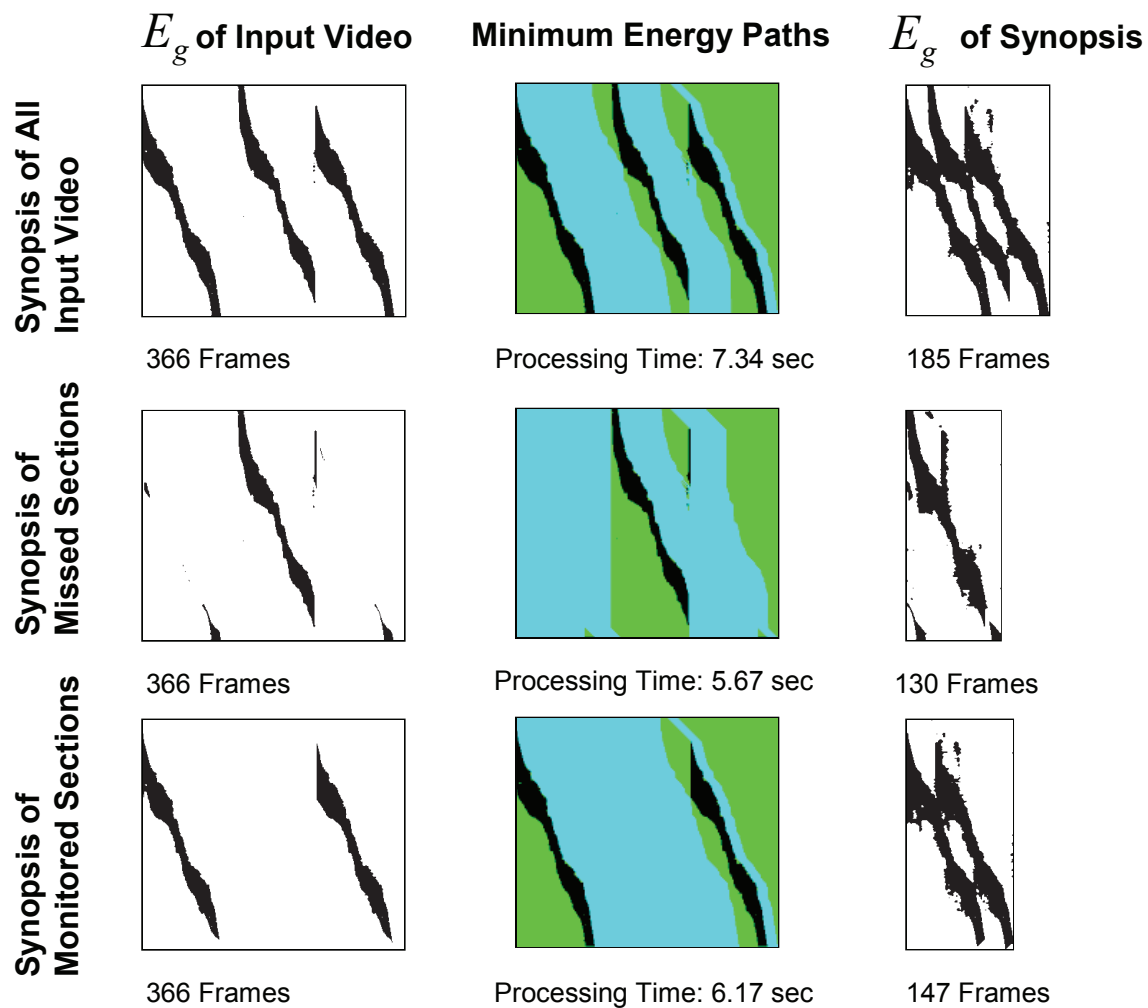 E_g of Input Video
Minimum Energy Paths
E_g of Synopsis
Synopsis of All
Input Video
366 Frames
Processing Time: 7.34 sec
185 Frames
Synopsis of
Missed Sections
366 Frames
Processing Time: 5.67 sec
130 Frames
Synopsis of
Monitored Sections
366 Frames
Processing Time: 6.17 sec
147 Frames